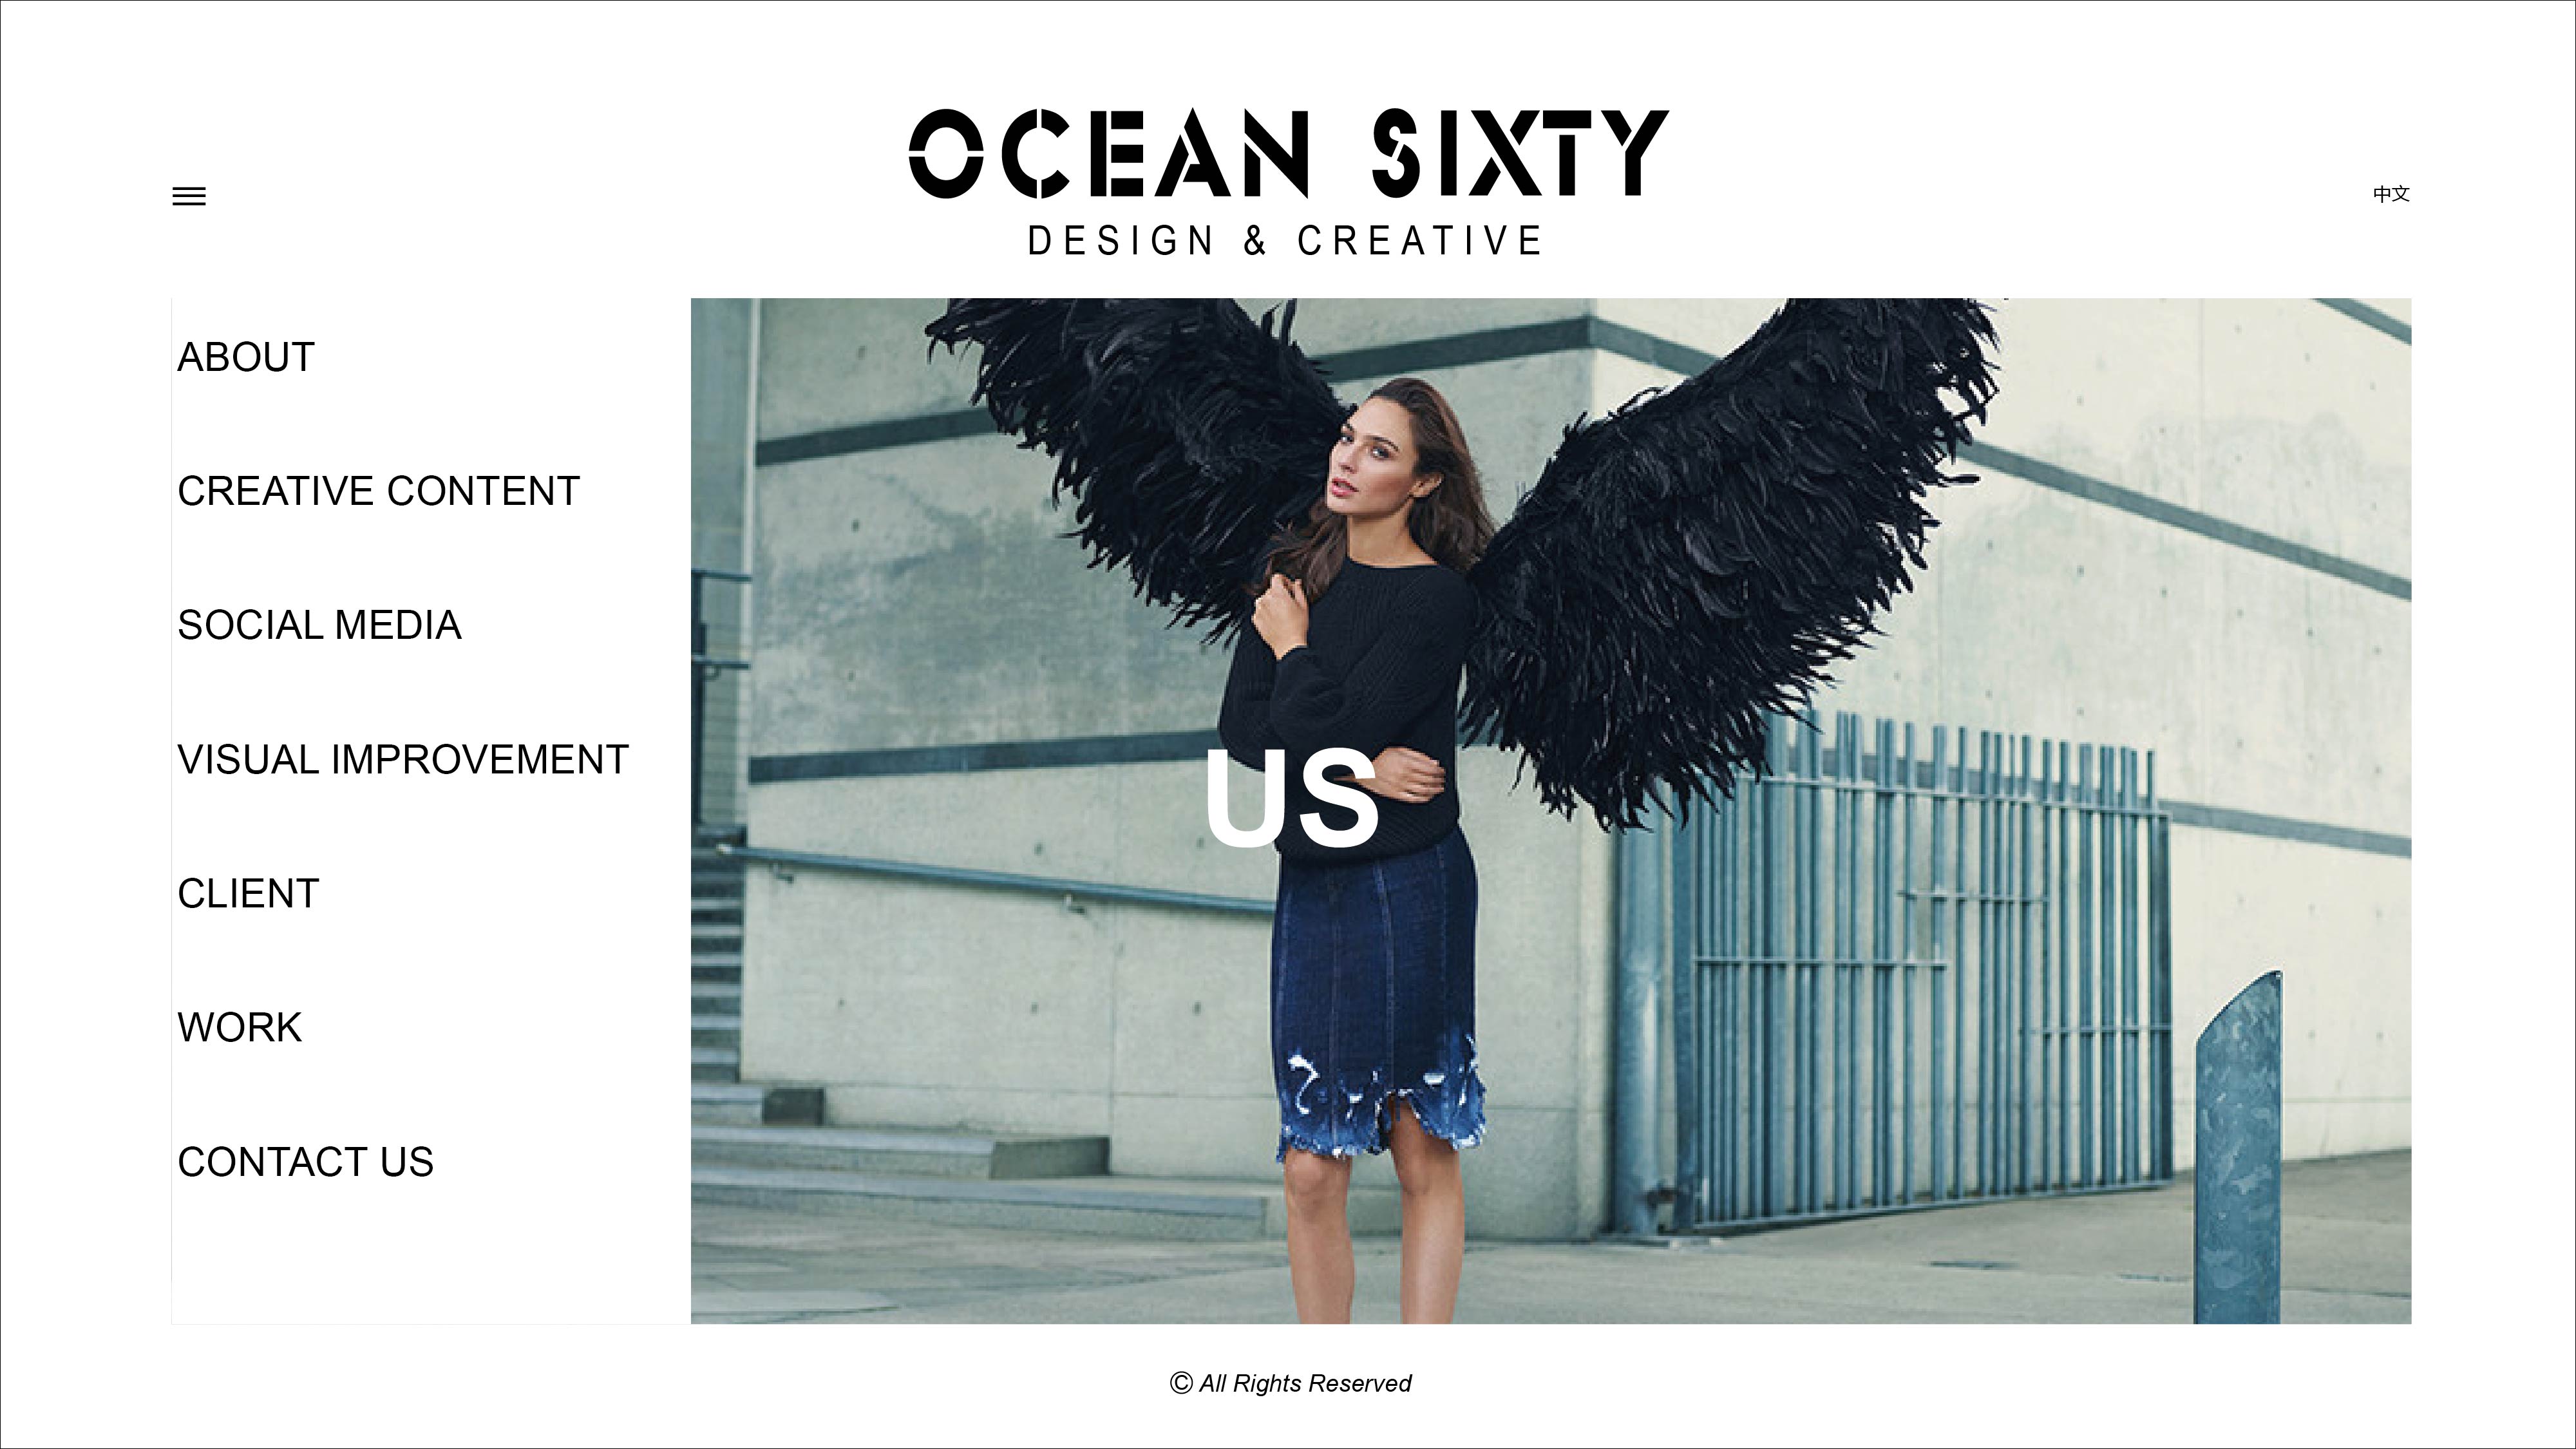 OCEAN SIXTY
DESIGN & CREATIVE
中文
ABOUT
CREATIVE CONTENT
SOCIAL MEDIA
VISUAL IMPROVEMENT
CLIENT
WORK
CONTACT US
US
© All Rights Reserved